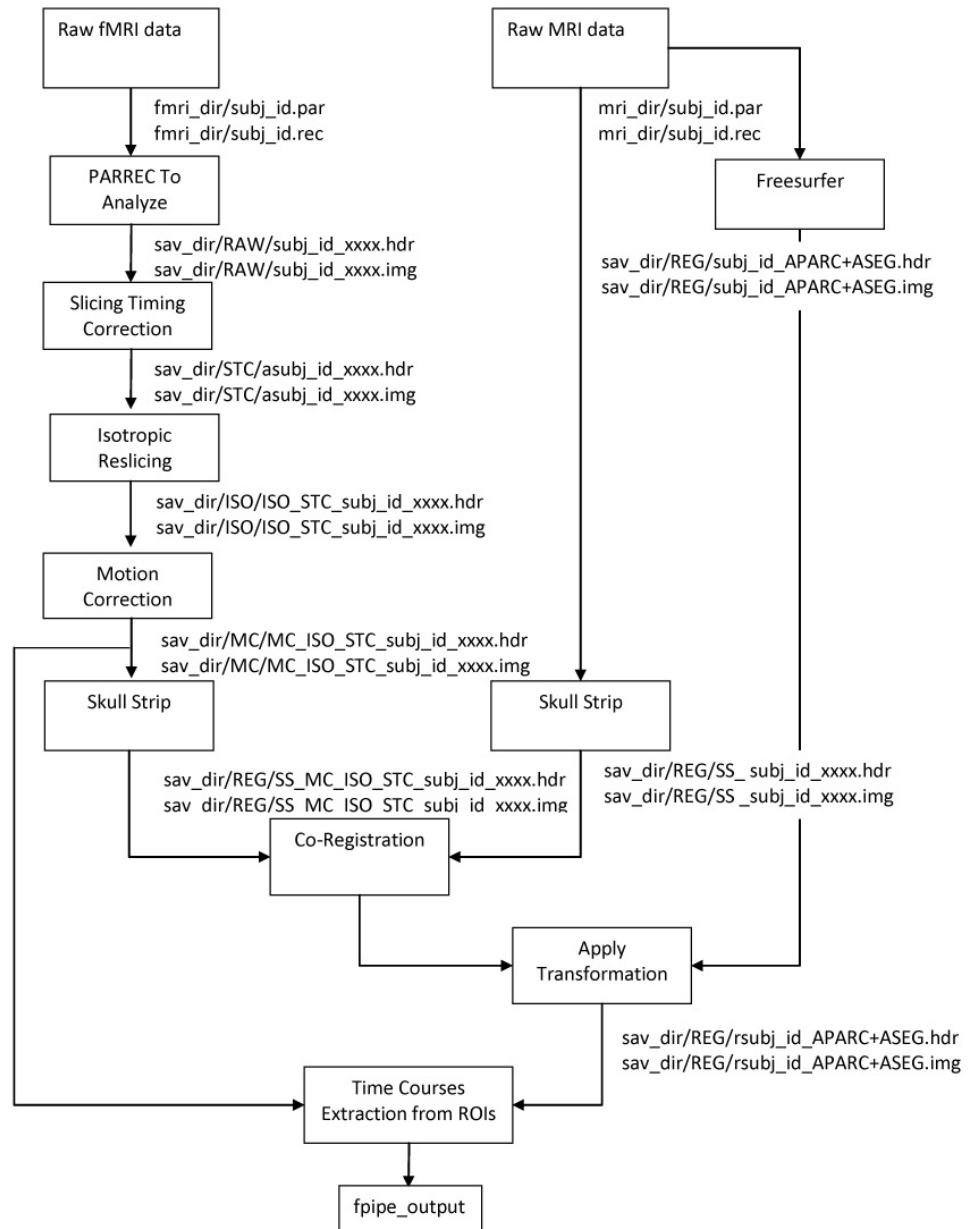 Raw fMRI data
Raw MRI data
fmri_dir/subj_id.par
fmri_dir/subj_id.rec
mri_dir/subj_id.par
mri_dir/subj_id.rec
PARREC To
Analyze
Freesurfer
sav_dir/RAW/subj_id_xxxx.hdr
sav_dir/RAW/subj_id_xxxx.img
sav_dir/REG/subj_id_APARC+ASEG.hdr
sav_dir/REG/subj_id_APARC+ASEG.img
Slicing Timing
Correction
sav_dir/STC/asubj_id_xxxx.hdr
sav_dir/STC/asubj_id_xxxx.img
Isotropic
Reslicing
sav_dir/ISO/ISO_STC_subj_id_xxxx.hdr
sav_dir/ISO/ISO_STC_subj_id_xxxx.img
Motion
Correction
sav_dir/MC/MC_ISO_STC_subj_id_xxxx.hdr
sav_dir/MC/MC_ISO_STC_subj_id_xxxx.img
Skull Strip
Skull Strip
sav_dir/REG/SS_MC_ISO_STC_subj_id_xxxx.hdr
sav_dir/REG/SS_MC_ISO_STC_subj_id_xxxx.img
sav_dir/REG/SS_ subj_id_xxxx.hdr
sav_dir/REG/SS _subj_id_xxxx.img
Co-Registration
Apply
Transformation
sav_dir/REG/rsubj_id_APARC+ASEG.hdr
sav_dir/REG/rsubj_id_APARC+ASEG.img
Time Courses
Extraction from ROIs
fpipe_output